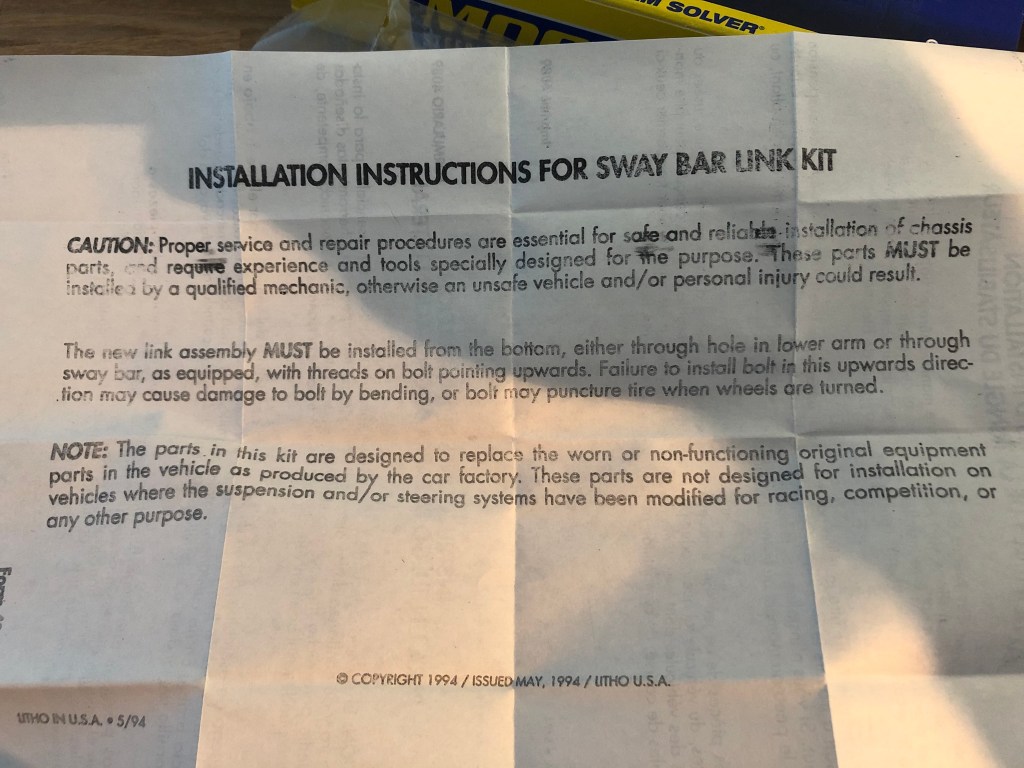 MOO
M SOLVER®
INSTALLATION INSTRUCTIONS FOR SWAY BAR LINK KIT
CAUTION: Proper service and repair procedures are essential for safe and reliable installation of chassis
parts, and require experience and tools specially designed for the purpose. These parts MUST be
installed by a qualified mechanic, otherwise an unsafe vehicle and/or personal injury could result.
The new link assembly MUST be installed from the bottom, either through hole in lower arm or through
sway bar, as equipped, with threads on bolt pointing upwards. Failure to install bolt in this upwards direc-
tion may cause damage to bolt by bending, or bolt may puncture tire when wheels are turned.
NOTE: The parts in this kit are designed to replace the worn or non-functioning original equipment
parts in the vehicle as produced by the car factory. These parts are not designed for installation on
vehicles where the suspension and/or steering systems have been modified for racing, competition, or
any other purpose.
Form
© COPYRIGHT 1994 / ISSUED MAY, 1994 / LITHO U.S.A.
LITHO IN U.S.A. • 5/94